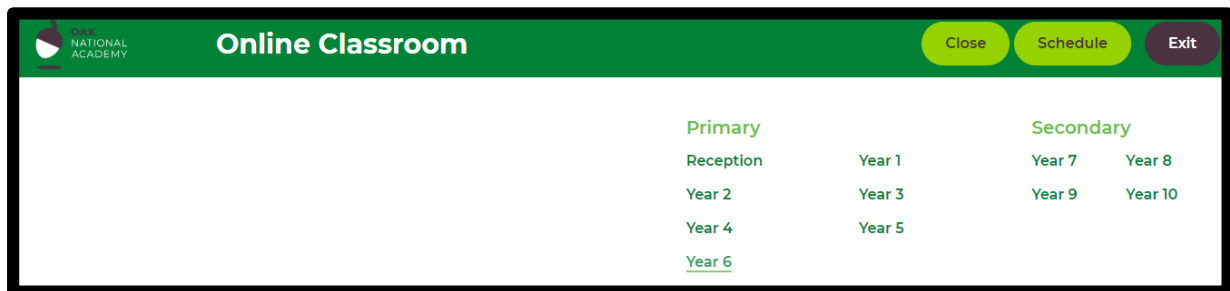 OAK
NATIONAL
ACADEMY
Online Classroom
Close
Schedule
Exit
Primary
Reception
Year 1
Year 2
Year 3
Year 4
Year 5
Year 6
Secondary
Year 7
Year 8
Year 9
Year 10